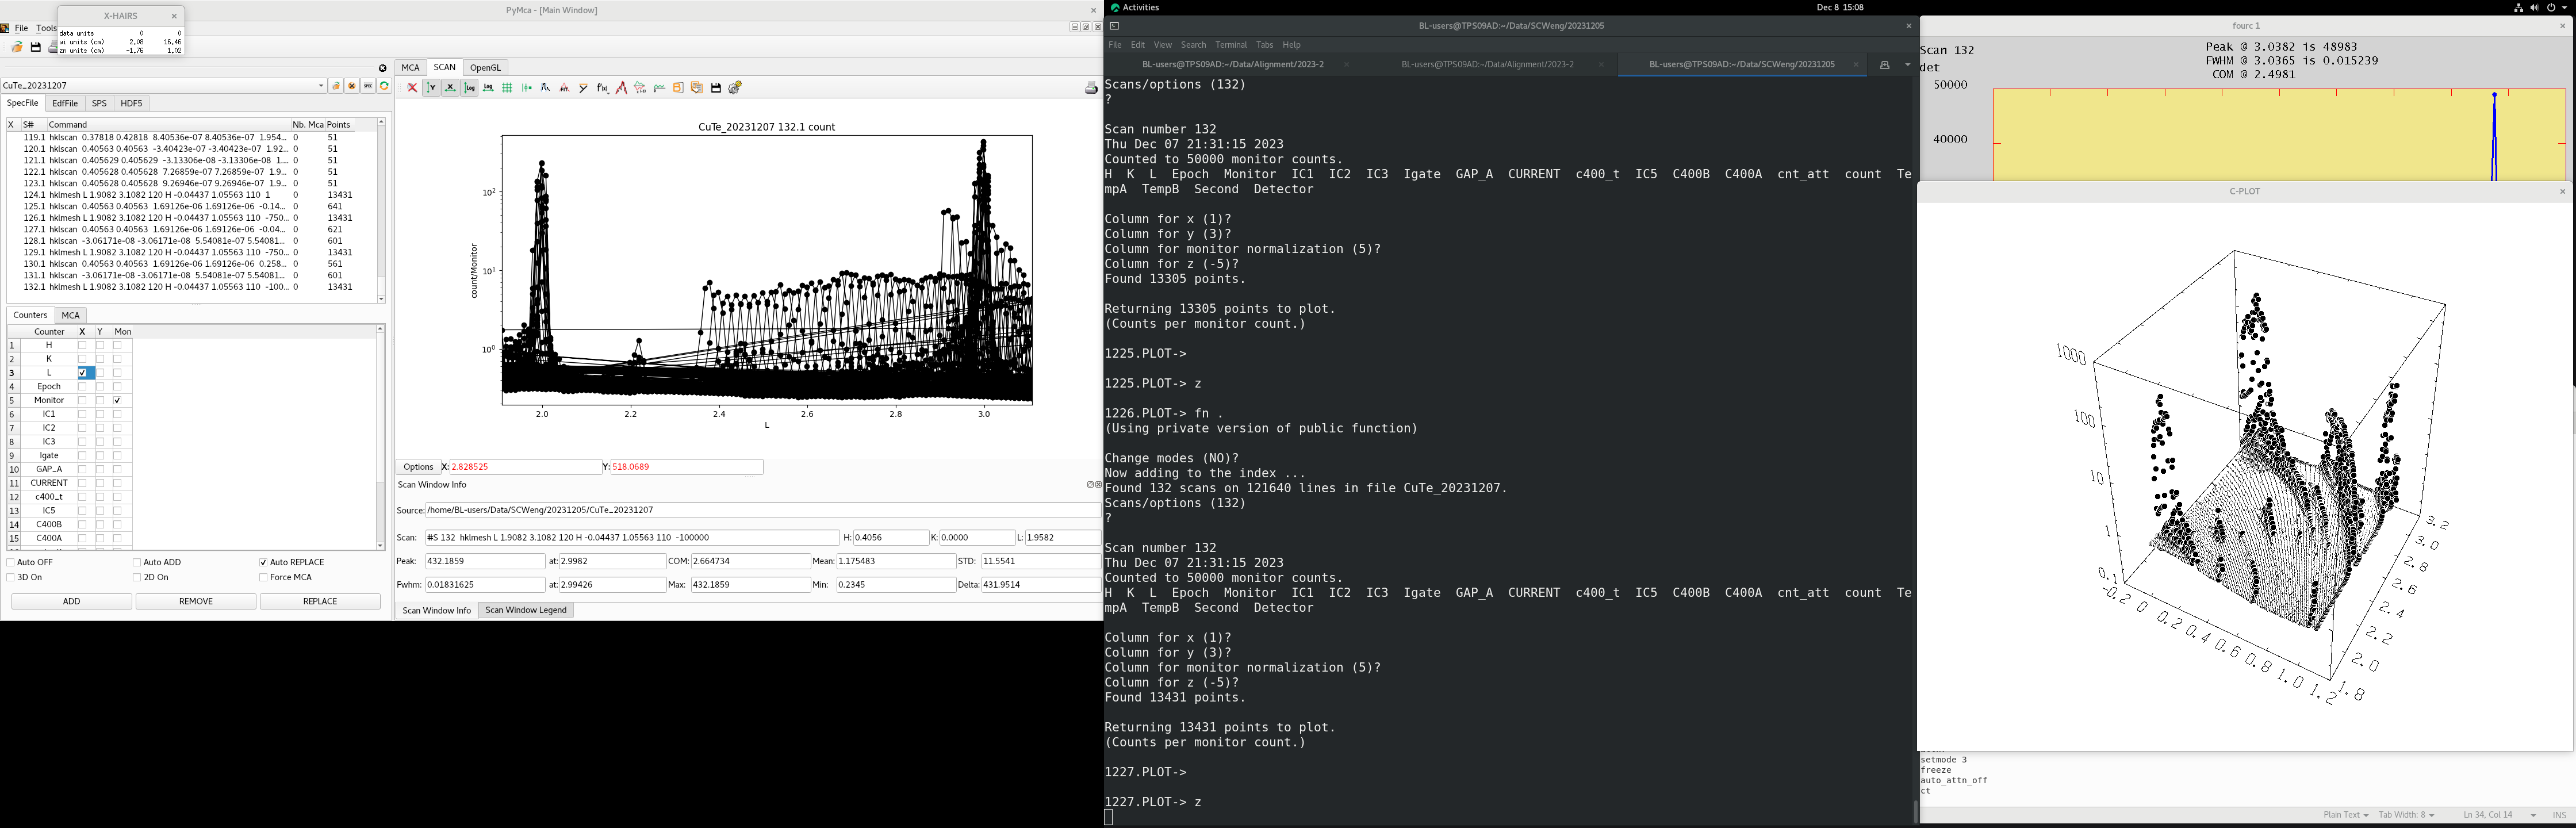 X-HAIRS
data units 0 0
wi units (cm) 2.08 16.46
zn units (cm) -1.76 1.02
PyMca - [Main Window]
File Tools
CuTe_20231207
SpecFile EdfFile SPS HDF5
X S# Command Nb. Mca Points
119.1 hklscan 0.37818 0.42818 8.40536e-07 8.40536e-07 1.954... 0 51
120.1 hklscan 0.40563 0.40563 -3.40423e-07 -3.40423e-07 1.92... 0 51
121.1 hklscan 0.405629 0.405629 -3.13306e-08 -3.13306e-08 1.... 0 51
122.1 hklscan 0.405628 0.405628 7.26859e-07 7.26859e-07 1.9... 0 51
123.1 hklscan 0.405628 0.405628 9.26946e-07 9.26946e-07 1.9... 0 51
124.1 hklmesh L 1.9082 3.1082 120 H -0.04437 1.05563 110 1 0 13431
125.1 hklscan 0.40563 0.40563 1.69126e-06 1.69126e-06 -0.14... 0 641
126.1 hklmesh L 1.9082 3.1082 120 H -0.04437 1.05563 110 -750... 0 13431
127.1 hklscan 0.40563 0.40563 1.69126e-06 1.69126e-06 -0.04... 0 621
128.1 hklscan -3.06171e-08 -3.06171e-08 5.54081e-07 5.54081... 0 601
129.1 hklmesh L 1.9082 3.1082 120 H -0.04437 1.05563 110 -750... 0 13431
130.1 hklscan 0.40563 0.40563 1.69126e-06 1.69126e-06 0.258... 0 561
131.1 hklscan -3.06171e-08 -3.06171e-08 5.54081e-07 5.54081... 0 601
132.1 hklmesh L 1.9082 3.1082 120 H -0.04437 1.05563 110 -100... 0 13431
Counters MCA
Counter X Y Mon
1 H
2 K
3 L
4 Epoch
5 Monitor
6 IC1
7 IC2
8 IC3
9 Igate
10 GAP_A
11 CURRENT
12 c400_t
13 IC5
14 C400B
15 C400A
Auto OFF Auto ADD Auto REPLACE
3D On 2D On Force MCA
ADD REMOVE REPLACE
MCA SCAN OpenGL
CuTe_20231207 132.1 count
count/Monitor
10²
10¹
10⁰
2.0 2.2 2.4 2.6 2.8 3.0
L
Options X: 2.828525 Y: 518.0689
Scan Window Info
Source: /home/BL-users/Data/SCWeng/20231205/CuTe_20231207
Scan: #S 132 hklmesh L 1.9082 3.1082 120 H -0.04437 1.05563 110 -100000 H: 0.4056 K: 0.0000 L: 1.9582
Peak: 432.1859 at: 2.9982 COM: 2.664734 Mean: 1.175483 STD: 11.5541
Fwhm: 0.01831625 at: 2.99426 Max: 432.1859 Min: 0.2345 Delta: 431.9514
Scan Window Info Scan Window Legend
Activities Dec 8 15:08
BL-users@TPS09AD:~/Data/SCWeng/20231205
File Edit View Search Terminal Tabs Help
BL-users@TPS09AD:~/Data/Alignment/2023-2 BL-users@TPS09AD:~/Data/Alignment/2023-2 BL-users@TPS09AD:~/Data/SCWeng/20231205
Scans/options (132)
?
Scan number 132
Thu Dec 07 21:31:15 2023
Counted to 50000 monitor counts.
H K L Epoch Monitor IC1 IC2 IC3 Igate GAP_A CURRENT c400_t IC5 C400B C400A cnt_att count Te
mpA TempB Second Detector
Column for x (1)?
Column for y (3)?
Column for monitor normalization (5)?
Column for z (-5)?
Found 13305 points.
Returning 13305 points to plot.
(Counts per monitor count.)
1225.PLOT->
1225.PLOT-> z
1226.PLOT-> fn .
(Using private version of public function)
Change modes (NO)?
Now adding to the index ...
Found 132 scans on 121640 lines in file CuTe_20231207.
Scans/options (132)
?
Scan number 132
Thu Dec 07 21:31:15 2023
Counted to 50000 monitor counts.
H K L Epoch Monitor IC1 IC2 IC3 Igate GAP_A CURRENT c400_t IC5 C400B C400A cnt_att count Te
mpA TempB Second Detector
Column for x (1)?
Column for y (3)?
Column for monitor normalization (5)?
Column for z (-5)?
Found 13431 points.
Returning 13431 points to plot.
(Counts per monitor count.)
1227.PLOT->
1227.PLOT-> z
fourc 1
Scan 132
det
Peak @ 3.0382 is 48983
FWHM @ 3.0365 is 0.015239
COM @ 2.4981
50000
40000
C-PLOT
1000
100
10
1
0.1
-0.2 0 0.2 0.4 0.6 0.8 1.0 1.2
1.8 2.0 2.2 2.4 2.6 2.8 3.0 3.2
setmode 3
freeze
auto_attn_off
ct
Plain Text Tab Width: 8 Ln 34, Col 14 INS